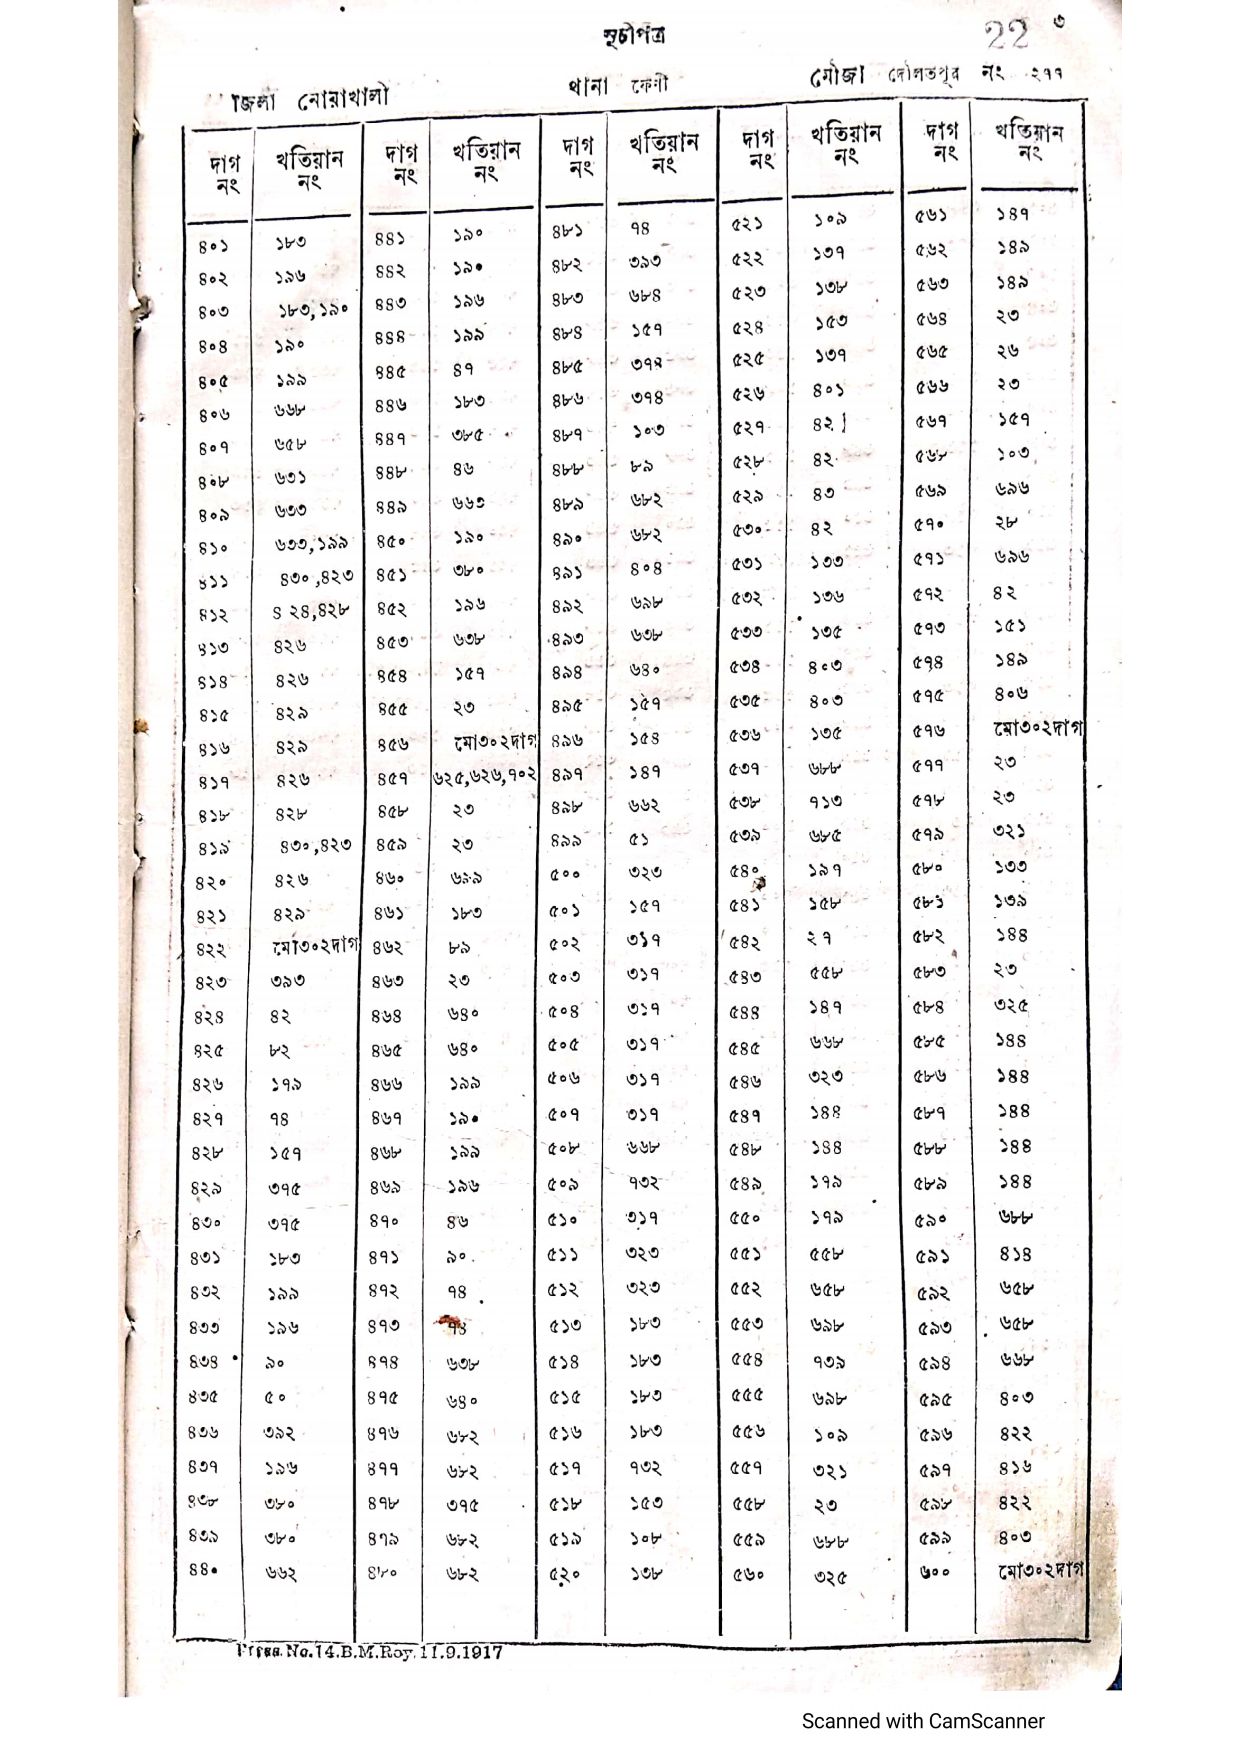 সূচীপত্র 22 ৩
জিলা নোয়াখালী থানা ফেনী মৌজা দৌলতপুর নং ২৭৭
দাগ নং খতিয়ান নং দাগ নং খতিয়ান নং দাগ নং খতিয়ান নং দাগ নং খতিয়ান নং দাগ নং খতিয়ান নং
৪০১ ১৮৩ ৪৪১ ১৯০ ৪৮১ ৭৪ ৫২১ ১০৯ ৫৬১ ১৪৭
৪০২ ১৯৬ ৪৪২ ১৯০ ৪৮২ ৩৯৩ ৫২২ ১৩৭ ৫৬২ ১৪৯
৪০৩ ১৮৩,১৯০ ৪৪৩ ১৯৬ ৪৮৩ ৬৮৪ ৫২৩ ১৩৮ ৫৬৩ ১৪৯
৪০৪ ১৯০ ৪৪৪ ১৯৯ ৪৮৪ ১৫৭ ৫২৪ ১৫৩ ৫৬৪ ২৩
৪০৫ ১৯৯ ৪৪৫ ৪৭ ৪৮৫ ৩৭৪ ৫২৫ ১৩৭ ৫৬৫ ২৬
৪০৬ ৬৬৮ ৪৪৬ ১৮৩ ৪৮৬ ৩৭৪ ৫২৬ ৪০১ ৫৬৬ ২৩
৪০৭ ৬৫৮ ৪৪৭ ৩৮৫ ৪৮৭ ১০৩ ৫২৭ ৪২। ৫৬৭ ১৫৭
৪০৮ ৬৩১ ৪৪৮ ৪৬ ৪৮৮ ৮৯ ৫২৮ ৪২ ৫৬৮ ১০৩
৪০৯ ৬৩৩ ৪৪৯ ৬৬৩ ৪৮৯ ৬৮২ ৫২৯ ৪৩ ৫৬৯ ৬৯৬
৪১০ ৬৩৩,১৯৯ ৪৫০ ১৯০ ৪৯০ ৬৮২ ৫৩০ ৪২ ৫৭০ ২৮
৪১১ ৪৩০,৪২৩ ৪৫১ ৩৮০ ৪৯১ ৪০৪ ৫৩১ ১৩৩ ৫৭১ ৬৯৬
৪১২ ৪২৪,৪২৮ ৪৫২ ১৯৬ ৪৯২ ৬৯৮ ৫৩২ ১৩৬ ৫৭২ ৪২
৪১৩ ৪২৬ ৪৫৩ ৬৩৮ ৪৯৩ ৬৩৮ ৫৩৩ ১৩৫ ৫৭৩ ১৫১
৪১৪ ৪২৬ ৪৫৪ ১৫৭ ৪৯৪ ৬৪০ ৫৩৪ ৪০৩ ৫৭৪ ১৪৯
৪১৫ ৪২৯ ৪৫৫ ২৩ ৪৯৫ ১৫৭ ৫৩৫ ৪০৩ ৫৭৫ ৪০৬
৪১৬ ৪২৯ ৪৫৬ মো৩০২দাগ ৪৯৬ ১৫৪ ৫৩৬ ১৩৫ ৫৭৬ মো৩০২দাগ
৪১৭ ৪২৬ ৪৫৭ ৬২৫,৬২৬,৭০২ ৪৯৭ ১৪৭ ৫৩৭ ৬৮৮ ৫৭৭ ২৩
৪১৮ ৪২৮ ৪৫৮ ২৩ ৪৯৮ ৬৬২ ৫৩৮ ৭১৩ ৫৭৮ ২৩
৪১৯ ৪৩০,৪২৩ ৪৫৯ ২৩ ৪৯৯ ৫১ ৫৩৯ ৬৮৫ ৫৭৯ ৩২১
৪২০ ৪২৬ ৪৬০ ৬৯৯ ৫০০ ৩২৩ ৫৪০ ১৯৭ ৫৮০ ১৩৩
৪২১ ৪২৯ ৪৬১ ১৮৩ ৫০১ ১৫৭ ৫৪১ ১৫৮ ৫৮১ ১৩৯
৪২২ মো৩০২দাগ ৪৬২ ৮৯ ৫০২ ৩১৭ ৫৪২ ২৭ ৫৮২ ১৪৪
৪২৩ ৩৯৩ ৪৬৩ ২৩ ৫০৩ ৩১৭ ৫৪৩ ৫৫৮ ৫৮৩ ২৩
৪২৪ ৪২ ৪৬৪ ৬৪০ ৫০৪ ৩১৭ ৫৪৪ ১৪৭ ৫৮৪ ৩২৫
৪২৫ ৮২ ৪৬৫ ৬৪০ ৫০৫ ৩১৭ ৫৪৫ ৬৬৮ ৫৮৫ ১৪৪
৪২৬ ১৭৯ ৪৬৬ ১৯৯ ৫০৬ ৩১৭ ৫৪৬ ৩২৩ ৫৮৬ ১৪৪
৪২৭ ৭৪ ৪৬৭ ১৯০ ৫০৭ ৩১৭ ৫৪৭ ১৪৪ ৫৮৭ ১৪৪
৪২৮ ১৫৭ ৪৬৮ ১৯৯ ৫০৮ ৬৬৮ ৫৪৮ ১৪৪ ৫৮৮ ১৪৪
৪২৯ ৩৭৫ ৪৬৯ ১৯৬ ৫০৯ ৭৩২ ৫৪৯ ১৭৯ ৫৮৯ ১৪৪
৪৩০ ৩৭৫ ৪৭০ ৪৬ ৫১০ ৩১৭ ৫৫০ ১৭৯ ৫৯০ ৬৮৮
৪৩১ ১৮৩ ৪৭১ ৯০ ৫১১ ৩২৩ ৫৫১ ৫৫৮ ৫৯১ ৪১৪
৪৩২ ১৯৯ ৪৭২ ৭৪ ৫১২ ৩২৩ ৫৫২ ৬৫৮ ৫৯২ ৬৫৮
৪৩৩ ১৯৬ ৪৭৩ ৭৪ ৫১৩ ১৮৩ ৫৫৩ ৬৯৮ ৫৯৩ ৬৫৮
৪৩৪ ৯০ ৪৭৪ ৬৩৮ ৫১৪ ১৮৩ ৫৫৪ ৭৩৯ ৫৯৪ ৬৬৮
৪৩৫ ৫০ ৪৭৫ ৬৪০ ৫১৫ ১৮৩ ৫৫৫ ৬৯৮ ৫৯৫ ৪০৩
৪৩৬ ৩৯২ ৪৭৬ ৬৮২ ৫১৬ ১৮৩ ৫৫৬ ১০৯ ৫৯৬ ৪২২
৪৩৭ ১৯৬ ৪৭৭ ৬৮২ ৫১৭ ৭৩২ ৫৫৭ ৩২১ ৫৯৭ ৪১৬
৪৩৮ ৩৮০ ৪৭৮ ৩৭৫ ৫১৮ ১৫৩ ৫৫৮ ২৩ ৫৯৮ ৪২২
৪৩৯ ৩৮০ ৪৭৯ ৬৮২ ৫১৯ ১০৮ ৫৫৯ ৬৮৮ ৫৯৯ ৪০৩
৪৪০ ৬৬২ ৪৮০ ৬৮২ ৫২০ ১৩৮ ৫৬০ ৩২৫ ৬০০ মো৩০২দাগ
Press. No. 14. B. M. Roy. 11.9.1917
Scanned with CamScanner